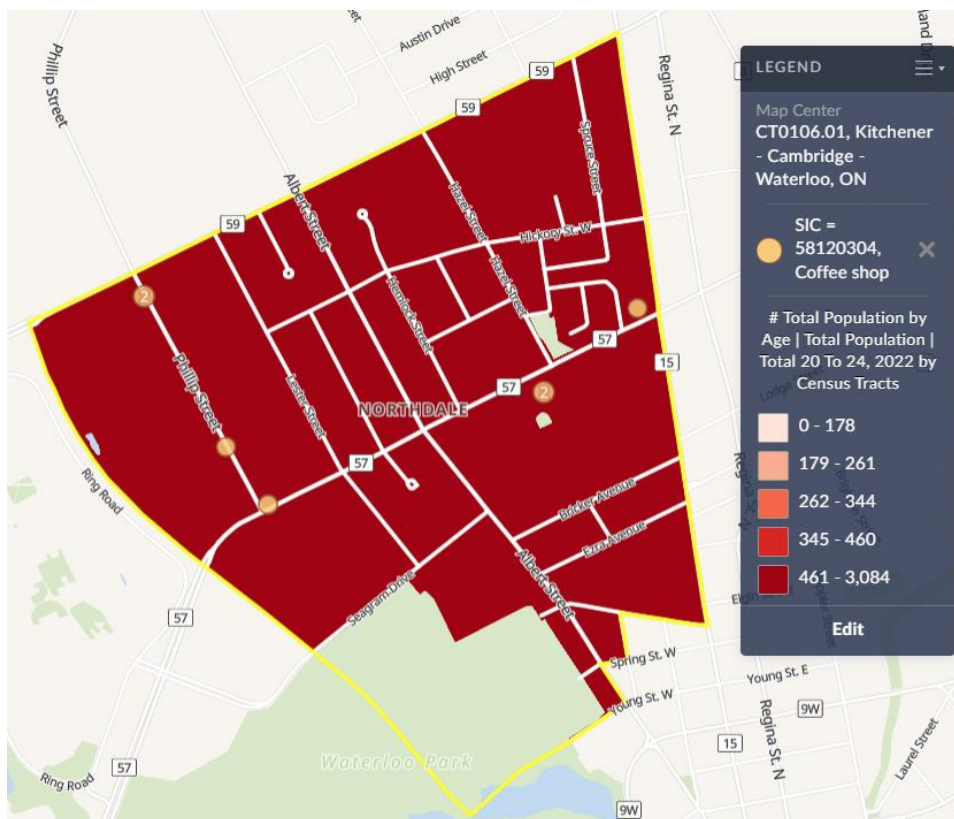 Phillip Street
Austin Drive
High Street
Regina St. N
59
59
59
Albert Street
Hazel Street
Spruce Street
Hickory St. W
Hazel Street
Hemlock Street
2
Phillip Street
Lester Street
NORTHDALE
57
57
57
15
2
Ring Road
Bricker Avenue
Ezra Avenue
Albert Street
Seagram Drive
57
Spring St. W
Young St. W
Young St. E
9W
15
Regina St. N
Laurel Street
Waterloo Park
57
Ring Road
9W
LEGEND
Map Center
CT0106.01, Kitchener
- Cambridge -
Waterloo, ON
SIC =
58120304,
Coffee shop
# Total Population by
Age | Total Population |
Total 20 To 24, 2022 by
Census Tracts
0 - 178
179 - 261
262 - 344
345 - 460
461 - 3,084
Edit